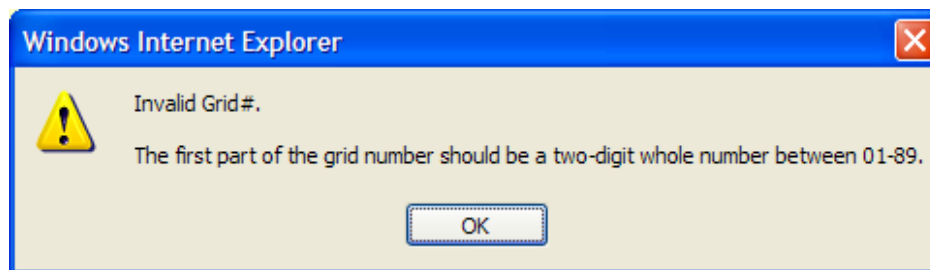 Windows Internet Explorer
Invalid Grid#.
The first part of the grid number should be a two-digit whole number between 01-89.
OK